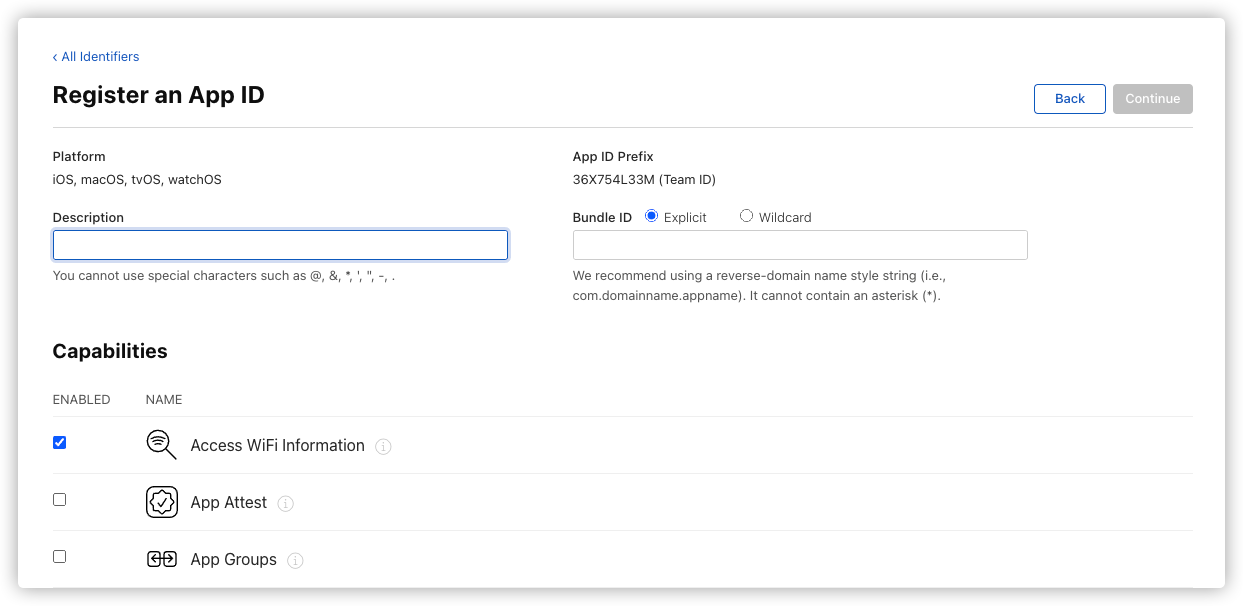 ‹ All Identifiers
Register an App ID
Back
Continue
Platform
iOS, macOS, tvOS, watchOS
App ID Prefix
36X754L33M (Team ID)
Description
You cannot use special characters such as @, &, *, ', ", -, .
Bundle ID Explicit Wildcard
We recommend using a reverse-domain name style string (i.e.,
com.domainname.appname). It cannot contain an asterisk (*).
Capabilities
ENABLED NAME
Access WiFi Information
App Attest
App Groups